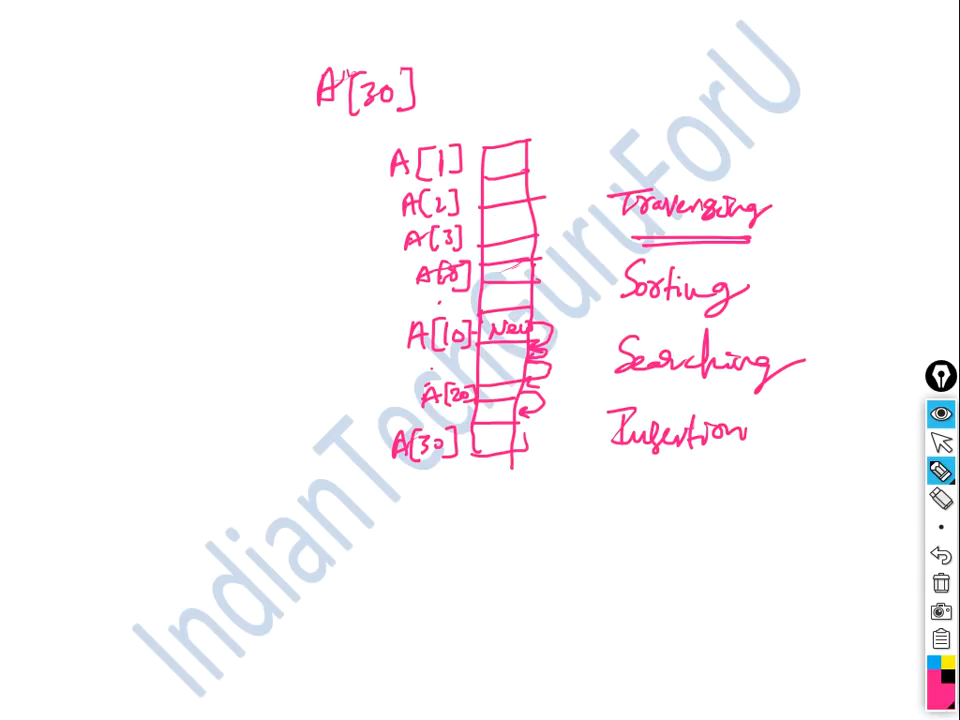 A[30]
A[1]
A[2] Traversing
A[3]
Sorting
A[10] New
Searching
A[20]
A[30] Insertion
IndianTechGuruForU